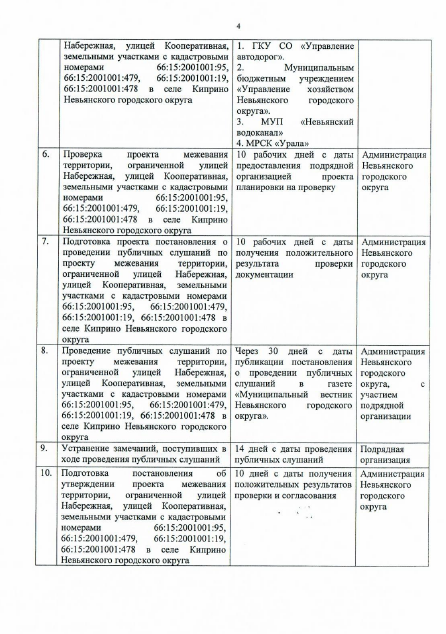 4
Набережная, улицей Кооперативная,
земельными участками с кадастровыми
номерами 66:15:2001001:95,
66:15:2001001:479, 66:15:2001001:19,
66:15:2001001:478 в селе Киприно
Невьянского городского округа
1. ГКУ СО «Управление
автодорог».
2. Муниципальным
бюджетным учреждением
«Управление хозяйством
Невьянского городского
округа».
3. МУП «Невьянский
водоканал»
4. МРСК «Урала»
6.
Проверка проекта межевания
территории, ограниченной улицей
Набережная, улицей Кооперативная,
земельными участками с кадастровыми
номерами 66:15:2001001:95,
66:15:2001001:479, 66:15:2001001:19,
66:15:2001001:478 в селе Киприно
Невьянского городского округа
10 рабочих дней с даты
предоставления подрядной
организацией проекта
планировки на проверку
Администрация
Невьянского
городского
округа
7.
Подготовка проекта постановления о
проведении публичных слушаний по
проекту межевания территории,
ограниченной улицей Набережная,
улицей Кооперативная, земельными
участками с кадастровыми номерами
66:15:2001001:95, 66:15:2001001:479,
66:15:2001001:19, 66:15:2001001:478 в
селе Киприно Невьянского городского
округа
10 рабочих дней с даты
получения положительного
результата проверки
документации
Администрация
Невьянского
городского
округа
8.
Проведение публичных слушаний по
проекту межевания территории,
ограниченной улицей Набережная,
улицей Кооперативная, земельными
участками с кадастровыми номерами
66:15:2001001:95, 66:15:2001001:479,
66:15:2001001:19, 66:15:2001001:478 в
селе Киприно Невьянского городского
округа
Через 30 дней с даты
публикации постановления
о проведении публичных
слушаний в газете
«Муниципальный вестник
Невьянского городского
округа».
Администрация
Невьянского
городского
округа, с
участием
подрядной
организации
9.
Устранение замечаний, поступивших в
ходе проведения публичных слушаний
14 дней с даты проведения
публичных слушаний
Подрядная
организация
10.
Подготовка постановления об
утверждении проекта межевания
территории, ограниченной улицей
Набережная, улицей Кооперативная,
земельными участками с кадастровыми
номерами 66:15:2001001:95,
66:15:2001001:479, 66:15:2001001:19,
66:15:2001001:478 в селе Киприно
Невьянского городского округа
10 дней с даты получения
положительных результатов
проверки и согласования
Администрация
Невьянского
городского
округа